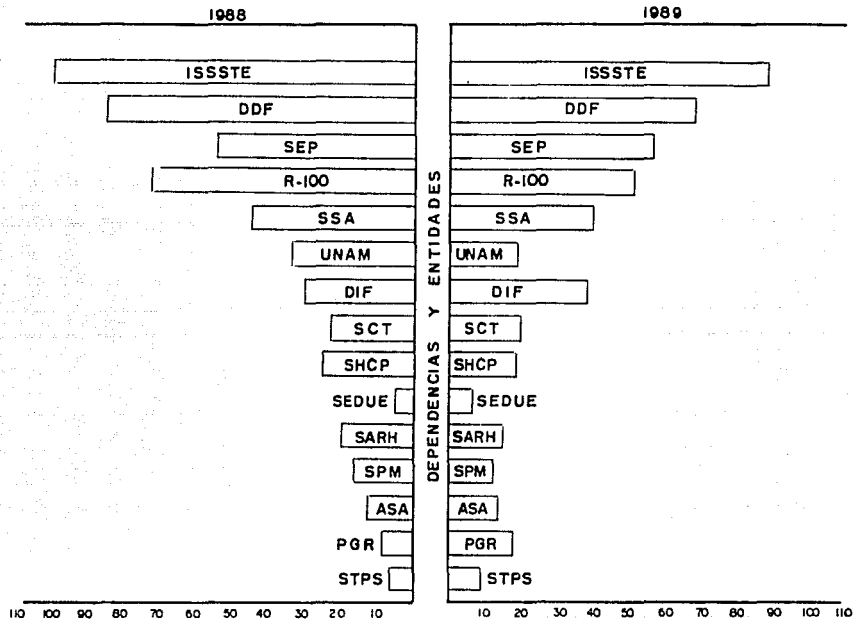 1988 1989
ISSSTE ISSSTE
DDF DDF
SEP SEP
R-100 R-100
SSA SSA
UNAM UNAM
DIF DIF
SCT SCT
SHCP SHCP
SEDUE SEDUE
SARH SARH
SPM SPM
ASA ASA
PGR PGR
STPS STPS
DEPENDENCIAS Y ENTIDADES
110 100 90 80 70 60 50 40 30 20 10 10 20 30 40 50 60 70 80 90 100 110